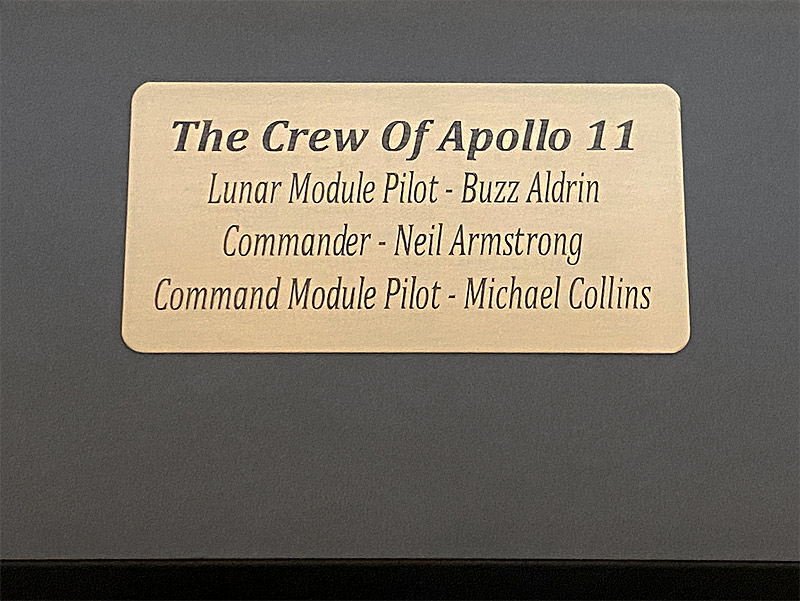 The Crew Of Apollo 11
Lunar Module Pilot - Buzz Aldrin
Commander - Neil Armstrong
Command Module Pilot - Michael Collins